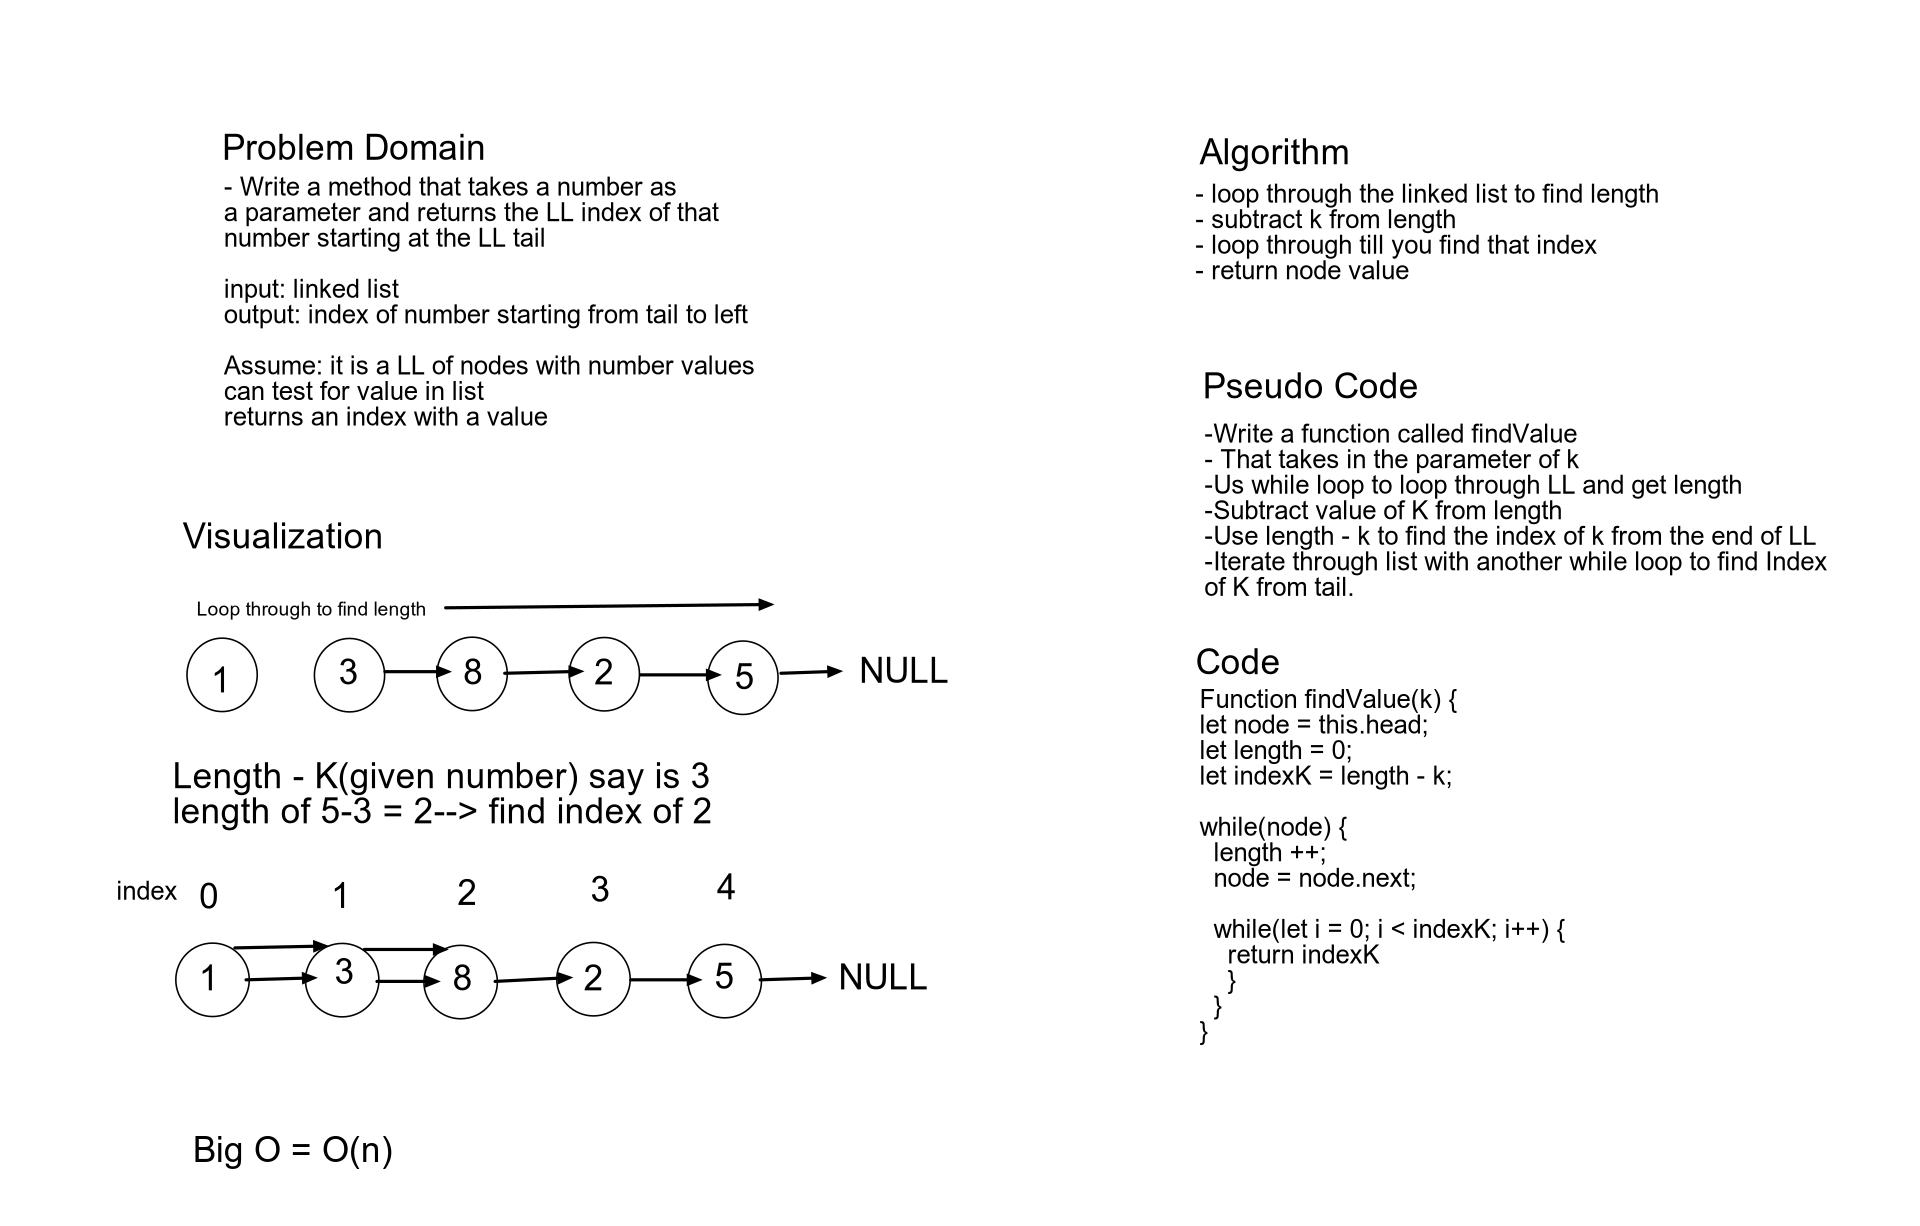 Problem Domain
- Write a method that takes a number as
a parameter and returns the LL index of that
number starting at the LL tail
input: linked list
output: index of number starting from tail to left
Assume: it is a LL of nodes with number values
can test for value in list
returns an index with a value
Visualization
Loop through to find length
1 3 8 2 5 NULL
Length - K(given number) say is 3
length of 5-3 = 2--> find index of 2
index 0 1 2 3 4
1 3 8 2 5 NULL
Big O = O(n)
Algorithm
- loop through the linked list to find length
- subtract k from length
- loop through till you find that index
- return node value
Pseudo Code
-Write a function called findValue
- That takes in the parameter of k
-Us while loop to loop through LL and get length
-Subtract value of K from length
-Use length - k to find the index of k from the end of LL
-Iterate through list with another while loop to find Index
of K from tail.
Code
Function findValue(k) {
let node = this.head;
let length = 0;
let indexK = length - k;
while(node) {
length ++;
node = node.next;
while(let i = 0; i < indexK; i++) {
return indexK
}
}
}